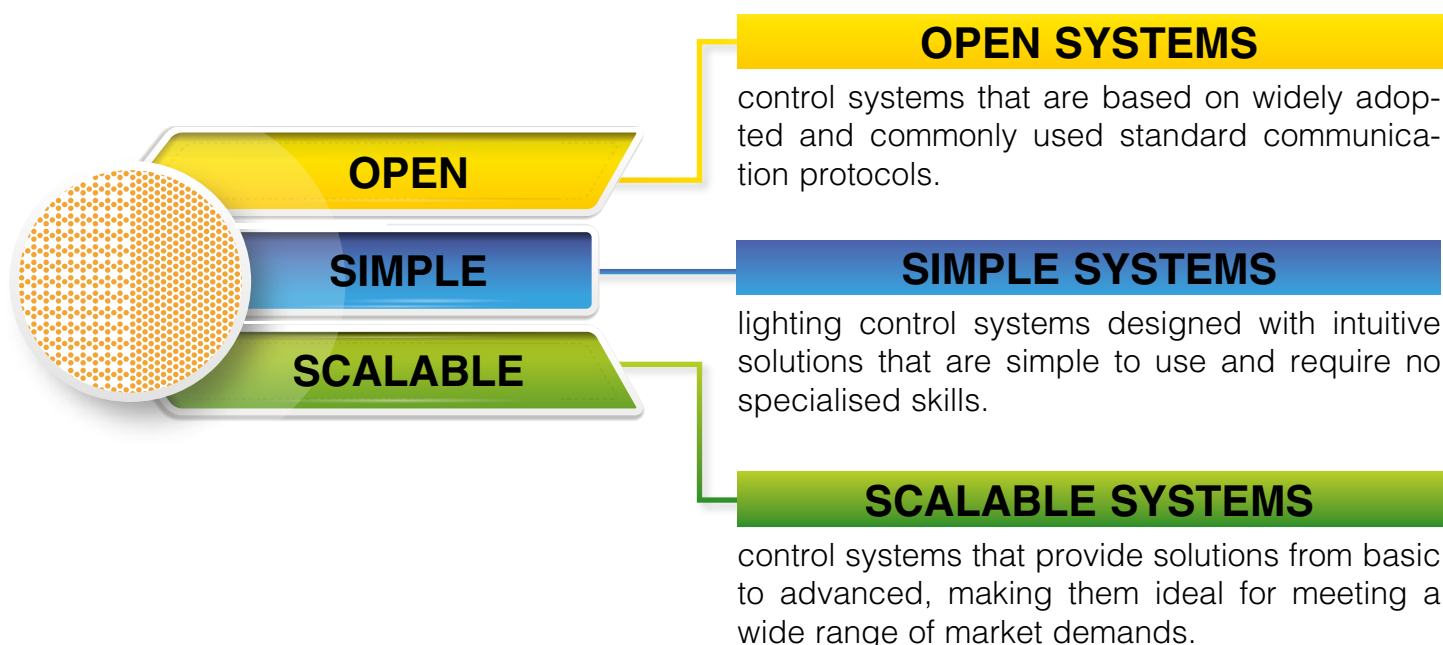 OPEN
SIMPLE
SCALABLE
OPEN SYSTEMS
control systems that are based on widely adop-
ted and commonly used standard communica-
tion protocols.
SIMPLE SYSTEMS
lighting control systems designed with intuitive
solutions that are simple to use and require no
specialised skills.
SCALABLE SYSTEMS
control systems that provide solutions from basic
to advanced, making them ideal for meeting a
wide range of market demands.